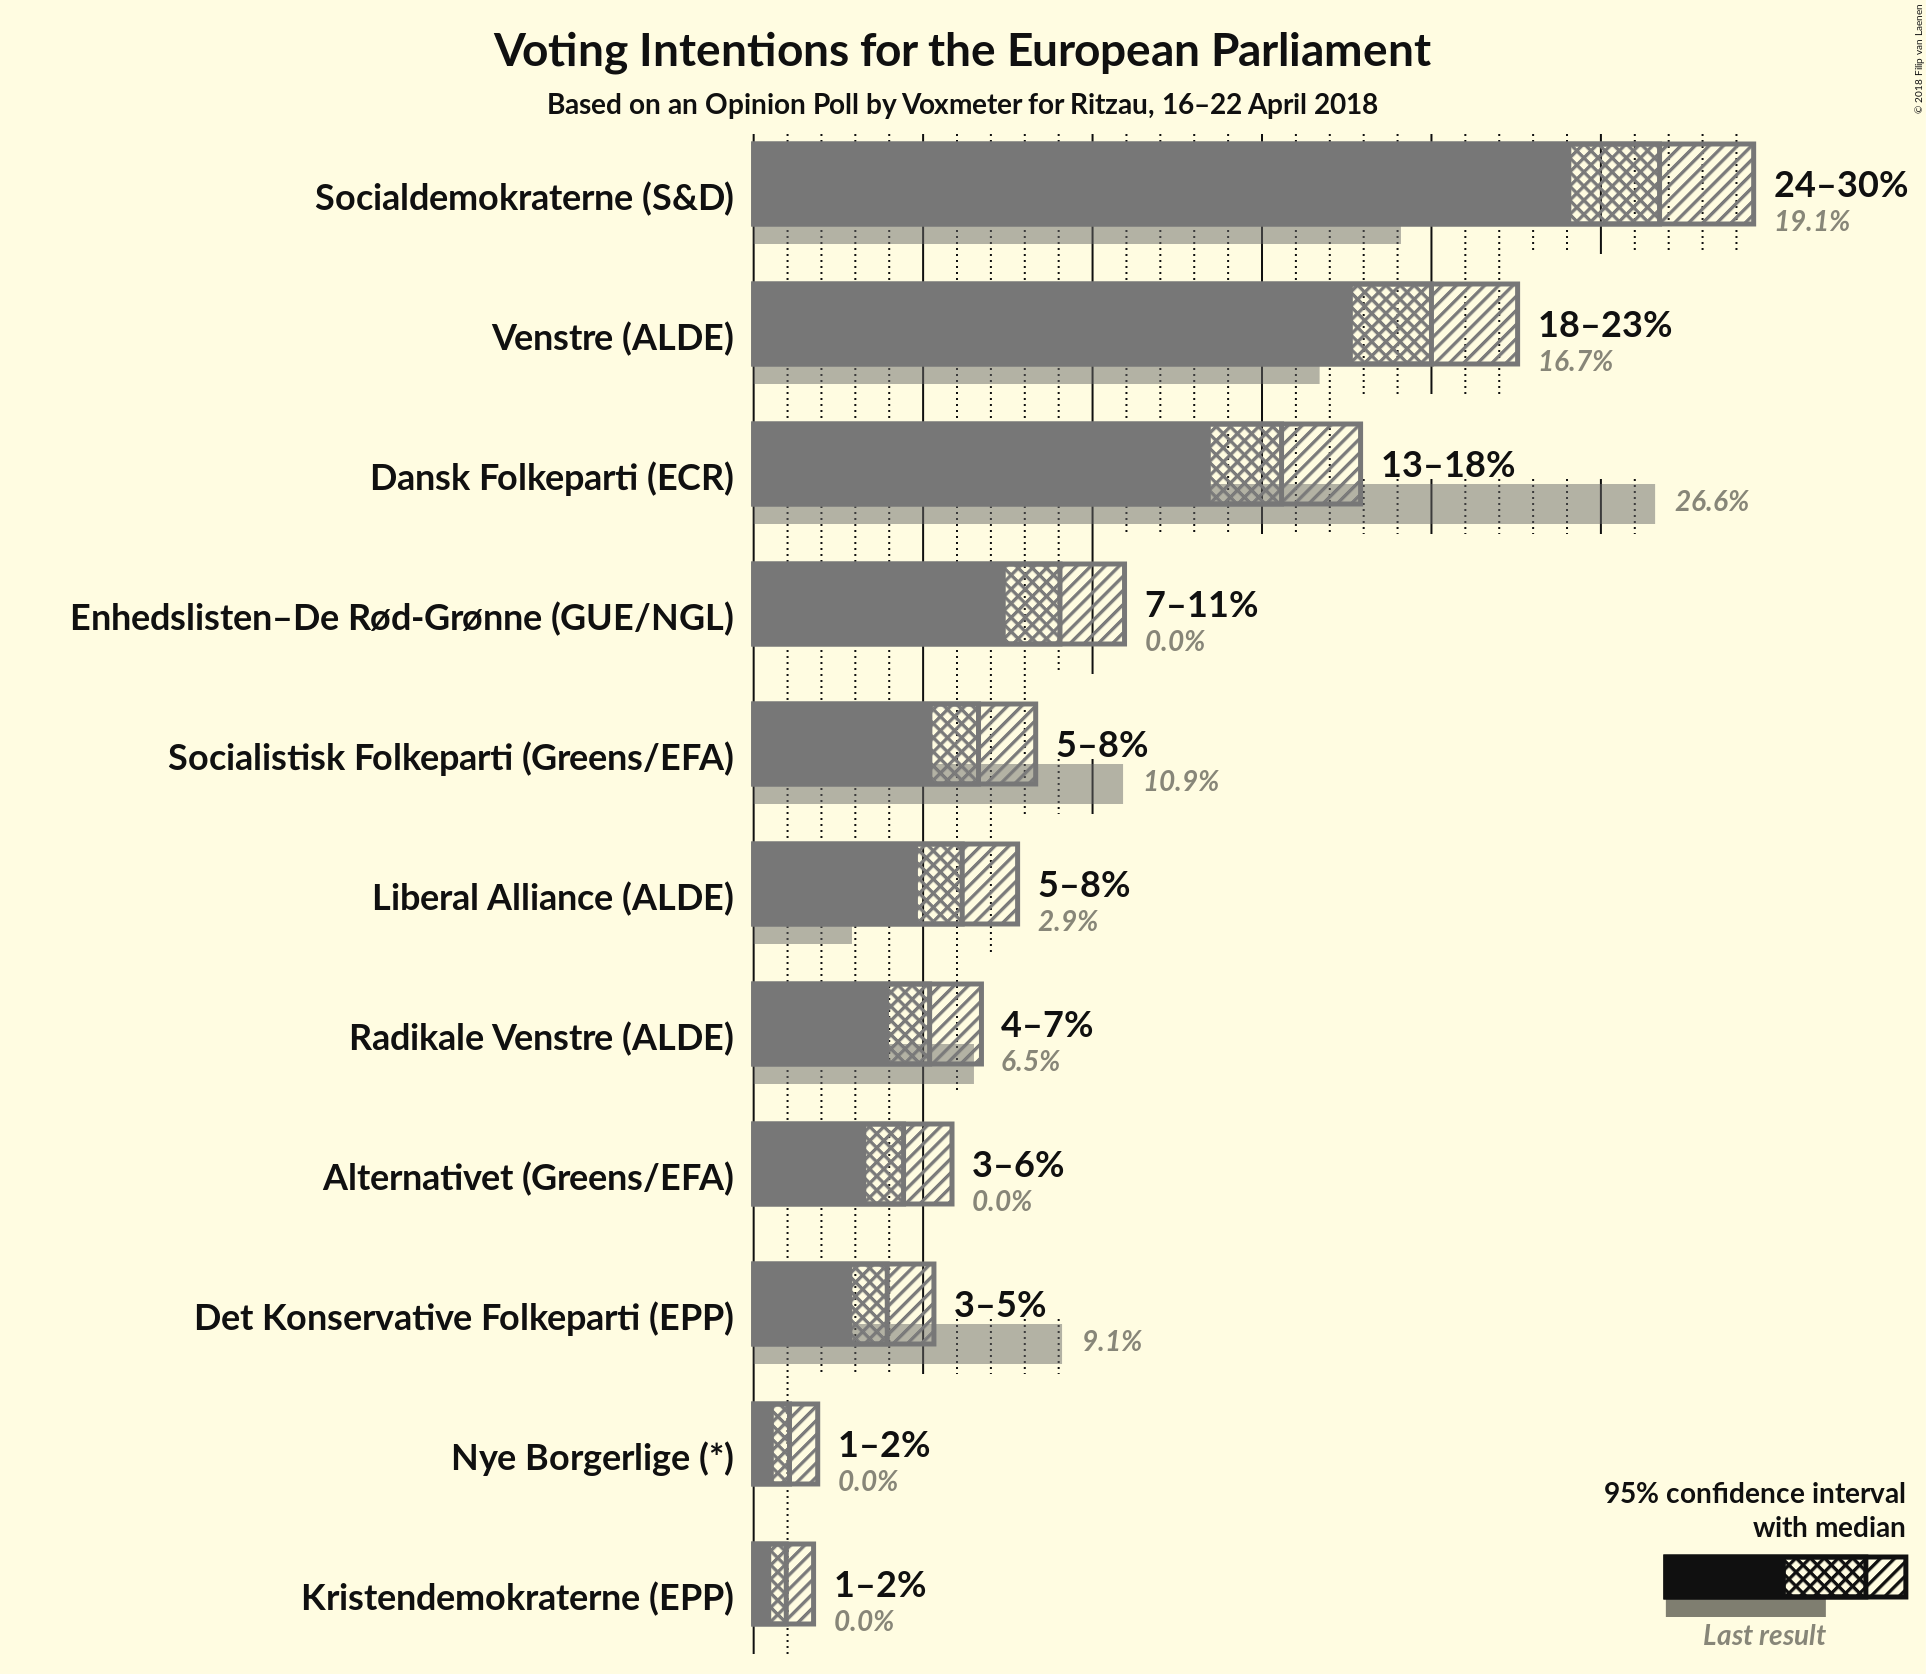 Voting Intentions for the European Parliament
Based on an Opinion Poll by Voxmeter for Ritzau, 16–22 April 2018
© 2018 Filip van Laenen
Socialdemokraterne (S&D)
24–30%
19.1%
Venstre (ALDE)
18–23%
16.7%
Dansk Folkeparti (ECR)
13–18%
26.6%
Enhedslisten–De Rød-Grønne (GUE/NGL)
7–11%
0.0%
Socialistisk Folkeparti (Greens/EFA)
5–8%
10.9%
Liberal Alliance (ALDE)
5–8%
2.9%
Radikale Venstre (ALDE)
4–7%
6.5%
Alternativet (Greens/EFA)
3–6%
0.0%
Det Konservative Folkeparti (EPP)
3–5%
9.1%
Nye Borgerlige (*)
1–2%
0.0%
Kristendemokraterne (EPP)
1–2%
0.0%
95% confidence interval
with median
Last result